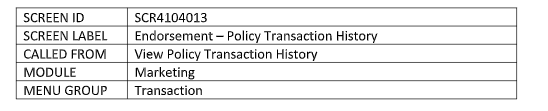 SCREEN ID SCR4104013
SCREEN LABEL Endorsement – Policy Transaction History
CALLED FROM View Policy Transaction History
MODULE Marketing
MENU GROUP Transaction